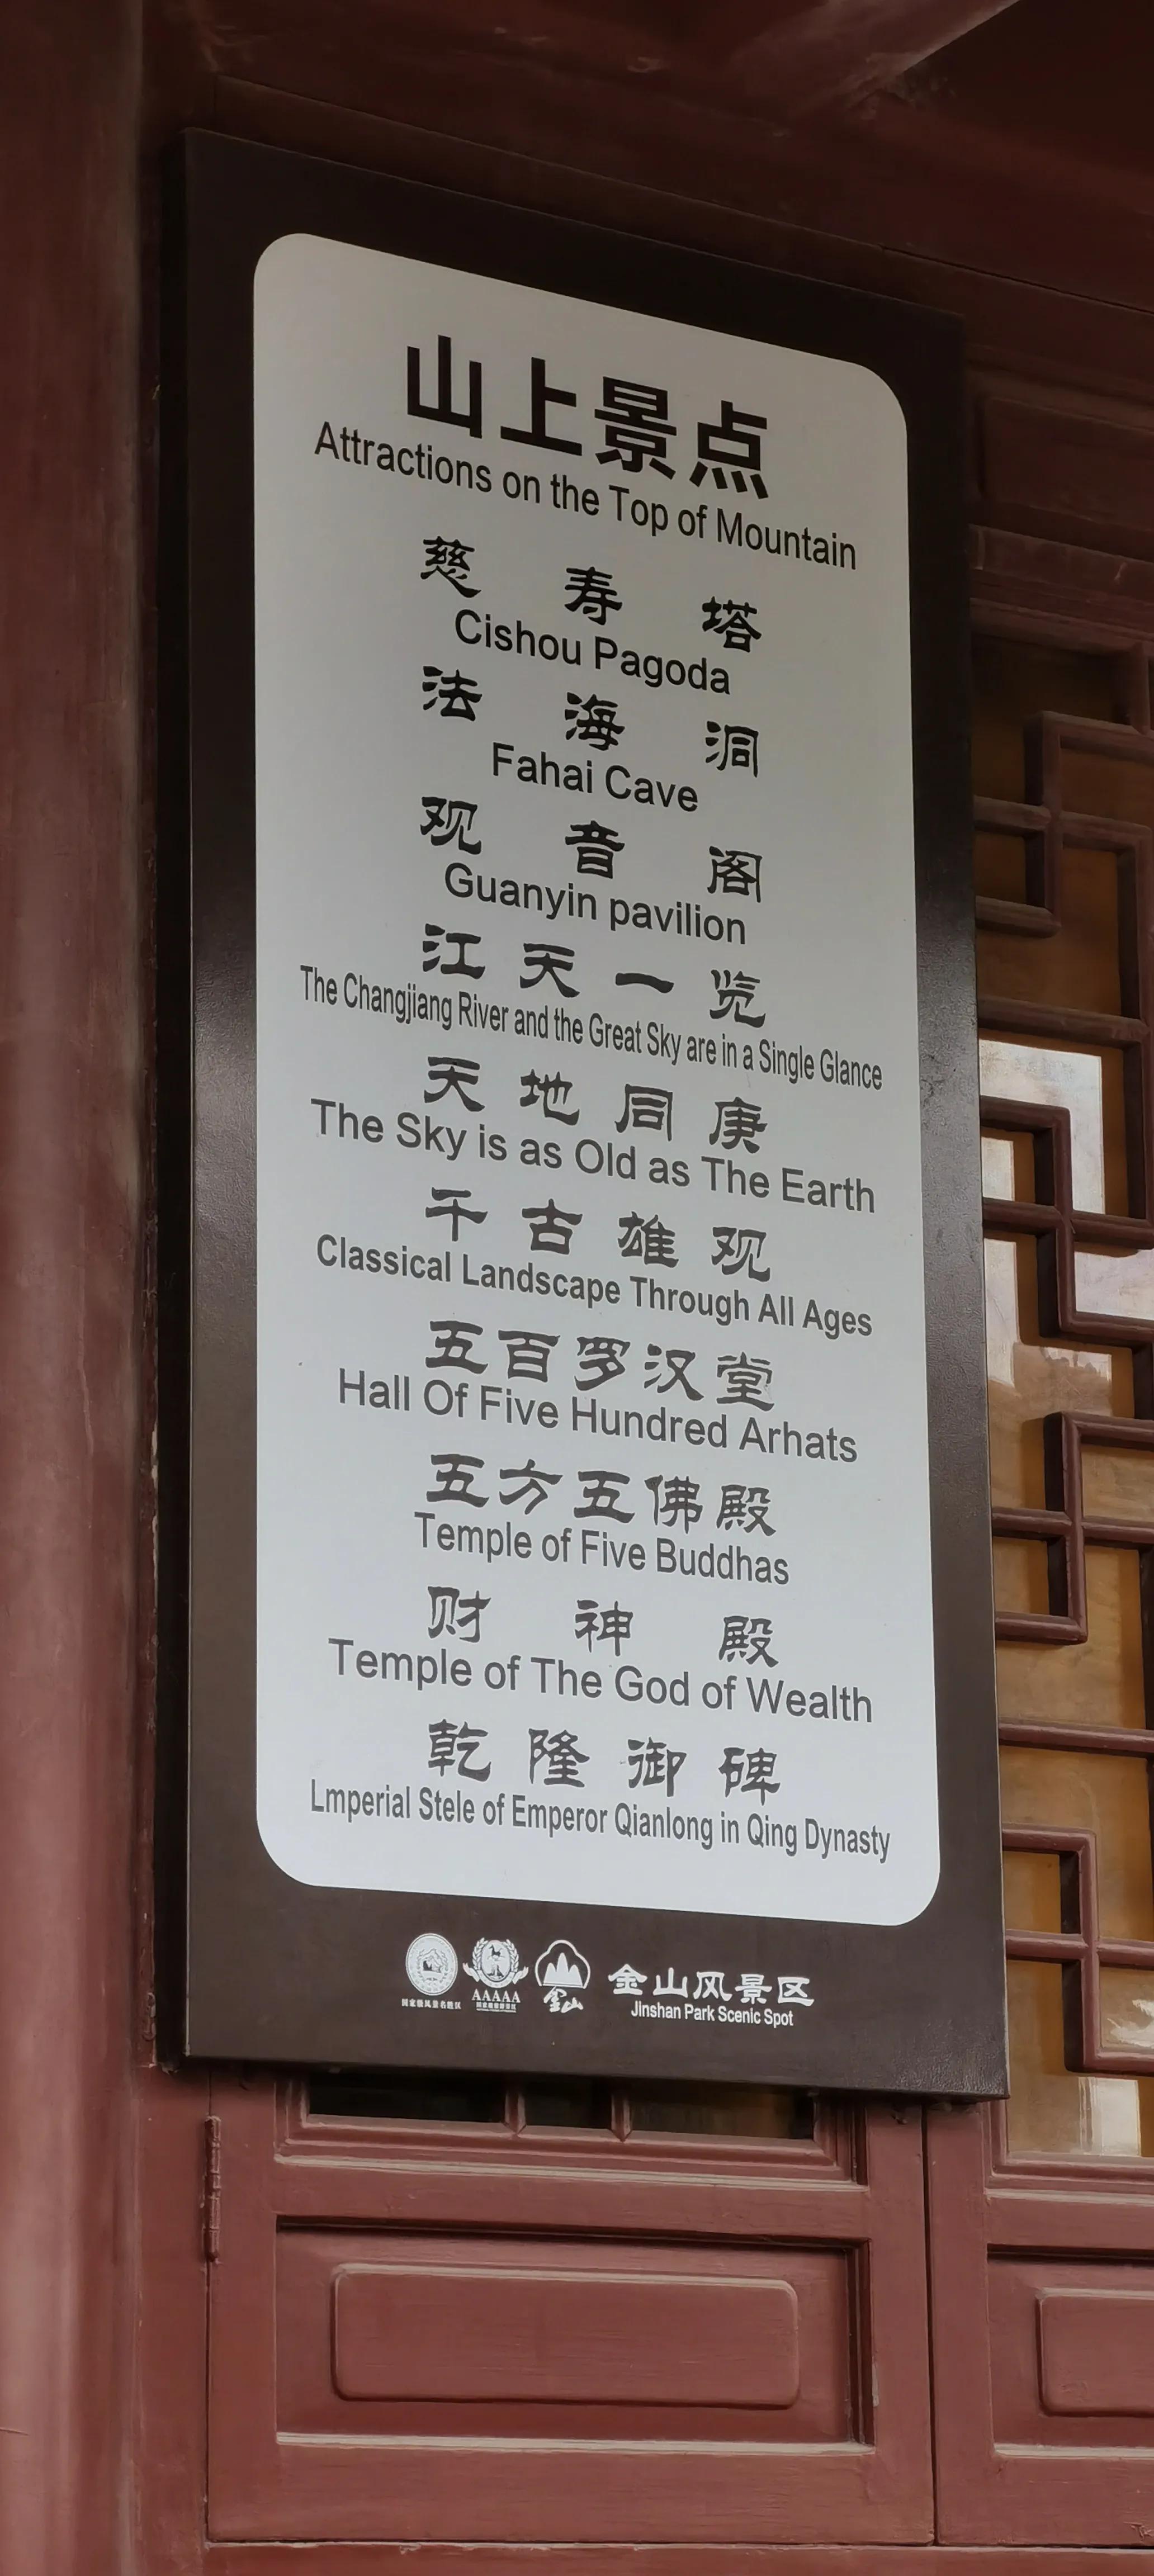 山上景点
Attractions on the Top of Mountain
慈寿塔
Cishou Pagoda
法海洞
Fahai Cave
观音阁
Guanyin pavilion
江天一览
The Changjiang River and the Great Sky are in a Single Glance
天地同庚
The Sky is as Old as The Earth
千古雄观
Classical Landscape Through All Ages
五百罗汉堂
Hall Of Five Hundred Arhats
五方五佛殿
Temple of Five Buddhas
财神殿
Temple of The God of Wealth
乾隆御碑
Lmperial Stele of Emperor Qianlong in Qing Dynasty
AAAAA
金山
金山风景区
Jinshan Park Scenic Spot